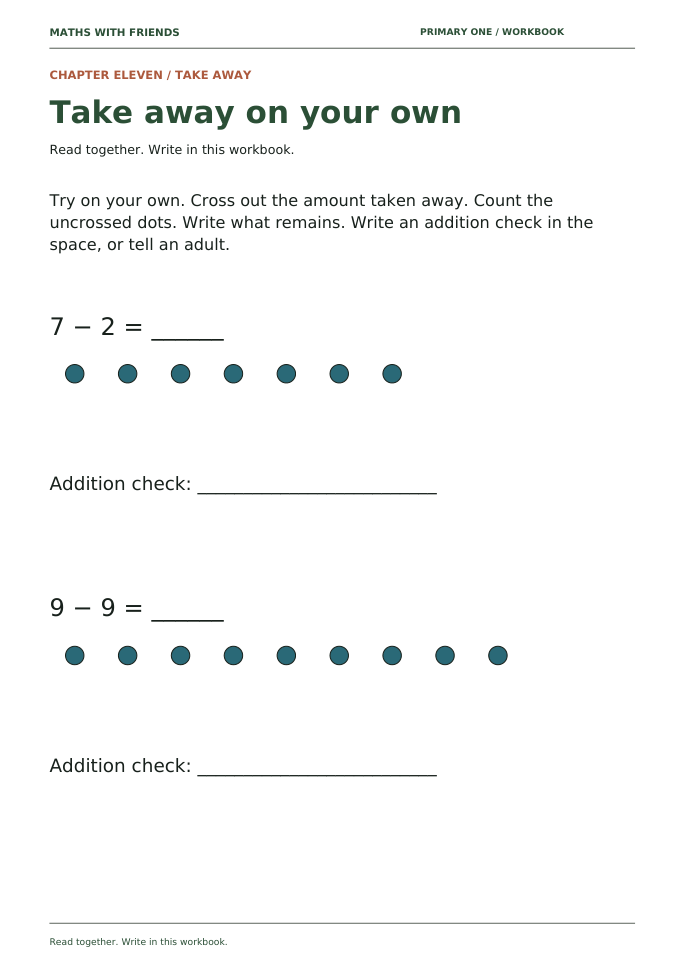 MATHS WITH FRIENDS
PRIMARY ONE / WORKBOOK
CHAPTER ELEVEN / TAKE AWAY
Take away on your own
Read together. Write in this workbook.
Try on your own. Cross out the amount taken away. Count the
uncrossed dots. Write what remains. Write an addition check in the
space, or tell an adult.
7 − 2 = ______
Addition check: __________________________
9 − 9 = ______
Addition check: __________________________
Read together. Write in this workbook.